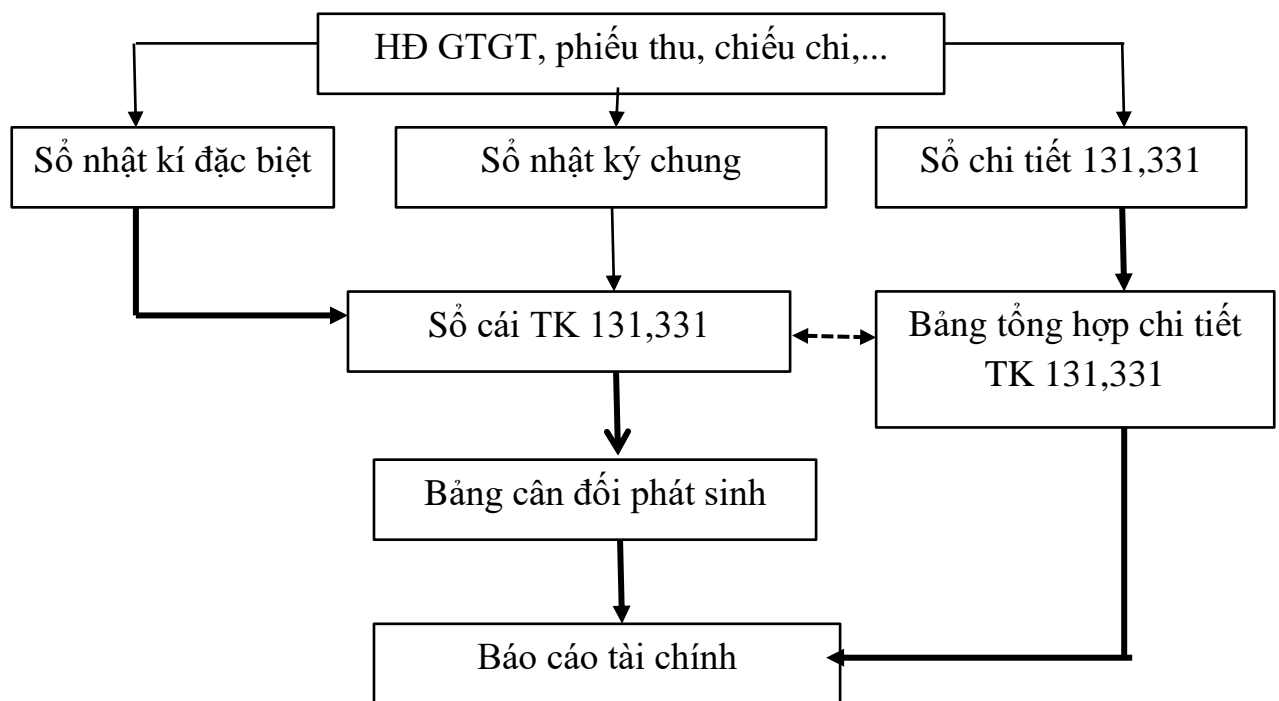 HĐ GTGT, phiếu thu, chiếu chi,...
Sổ nhật kí đặc biệt
Sổ nhật ký chung
Sổ chi tiết 131,331
Sổ cái TK 131,331
Bảng tổng hợp chi tiết
TK 131,331
Bảng cân đối phát sinh
Báo cáo tài chính